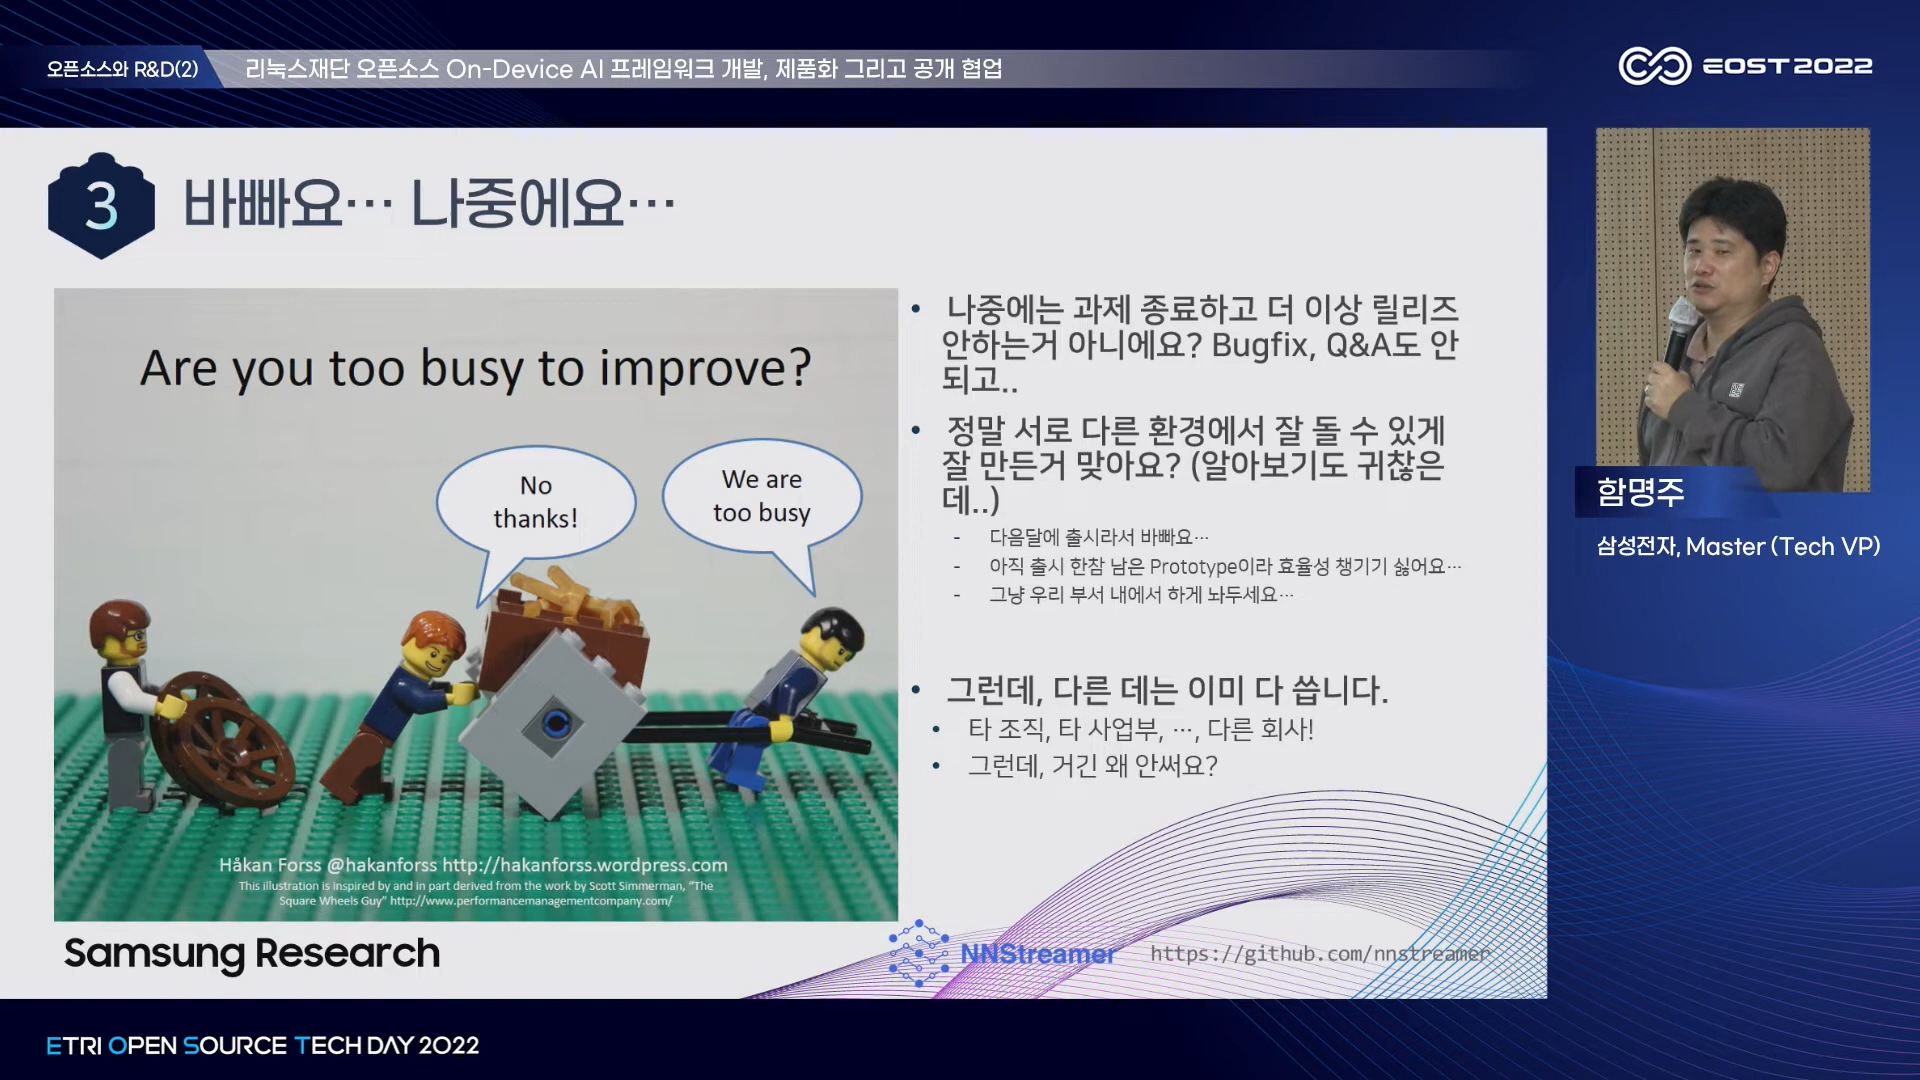 오픈소스와 R&D(2)
리눅스재단 오픈소스 On-Device AI 프레임워크 개발, 제품화 그리고 공개 협업
EOST2022
3
바빠요… 나중에요…
Are you too busy to improve?
No
thanks!
We are
too busy
Håkan Forss @hakanforss http://hakanforss.wordpress.com
This illustration is inspired by and in part derived from the work by Scott Simmerman, "The
Square Wheels Guy" http://www.performancemanagementcompany.com/
• 나중에는 과제 종료하고 더 이상 릴리즈
안하는거 아니에요? Bugfix, Q&A도 안
되고..
• 정말 서로 다른 환경에서 잘 돌 수 있게
잘 만든거 맞아요? (알아보기도 귀찮은
데..)
- 다음달에 출시라서 바빠요…
- 아직 출시 한참 남은 Prototype이라 효율성 챙기기 싫어요…
- 그냥 우리 부서 내에서 하게 놔두세요…
• 그런데, 다른 데는 이미 다 씁니다.
• 타 조직, 타 사업부, …, 다른 회사!
• 그런데, 거긴 왜 안써요?
Samsung Research
NNStreamer
https://github.com/nnstreamer
함명주
삼성전자, Master (Tech VP)
ETRI OPEN SOURCE TECH DAY 2022